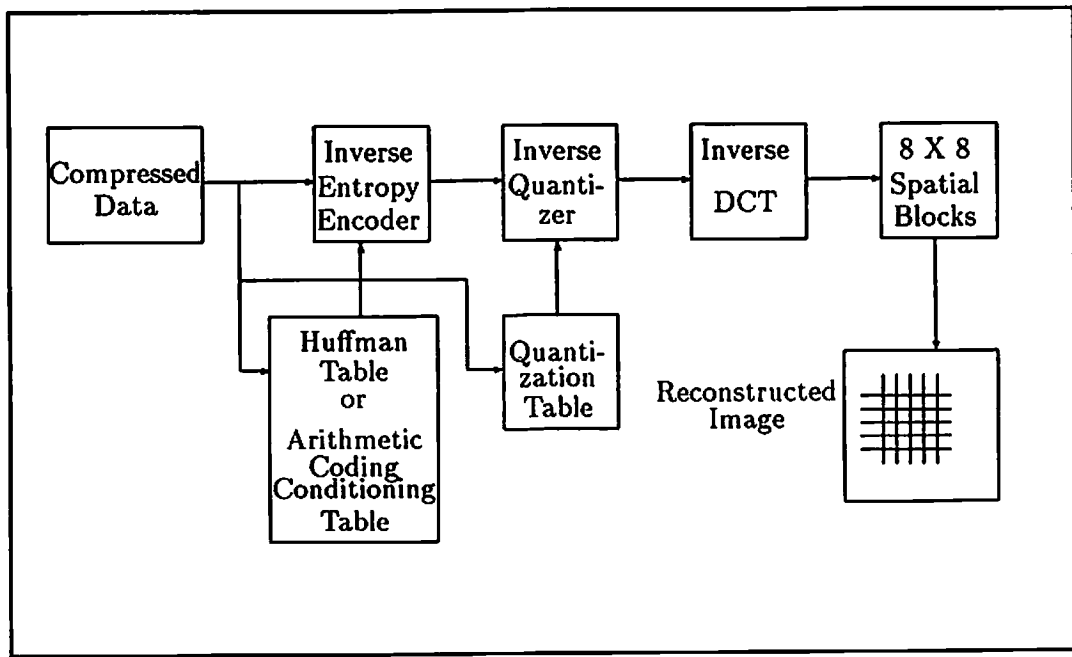 Compressed
Data
Inverse
Entropy
Encoder
Inverse
Quanti-
zer
Inverse
DCT
8 X 8
Spatial
Blocks
Huffman
Table
or
Arithmetic
Coding
Conditioning
Table
Quanti-
zation
Table
Reconstructed
Image